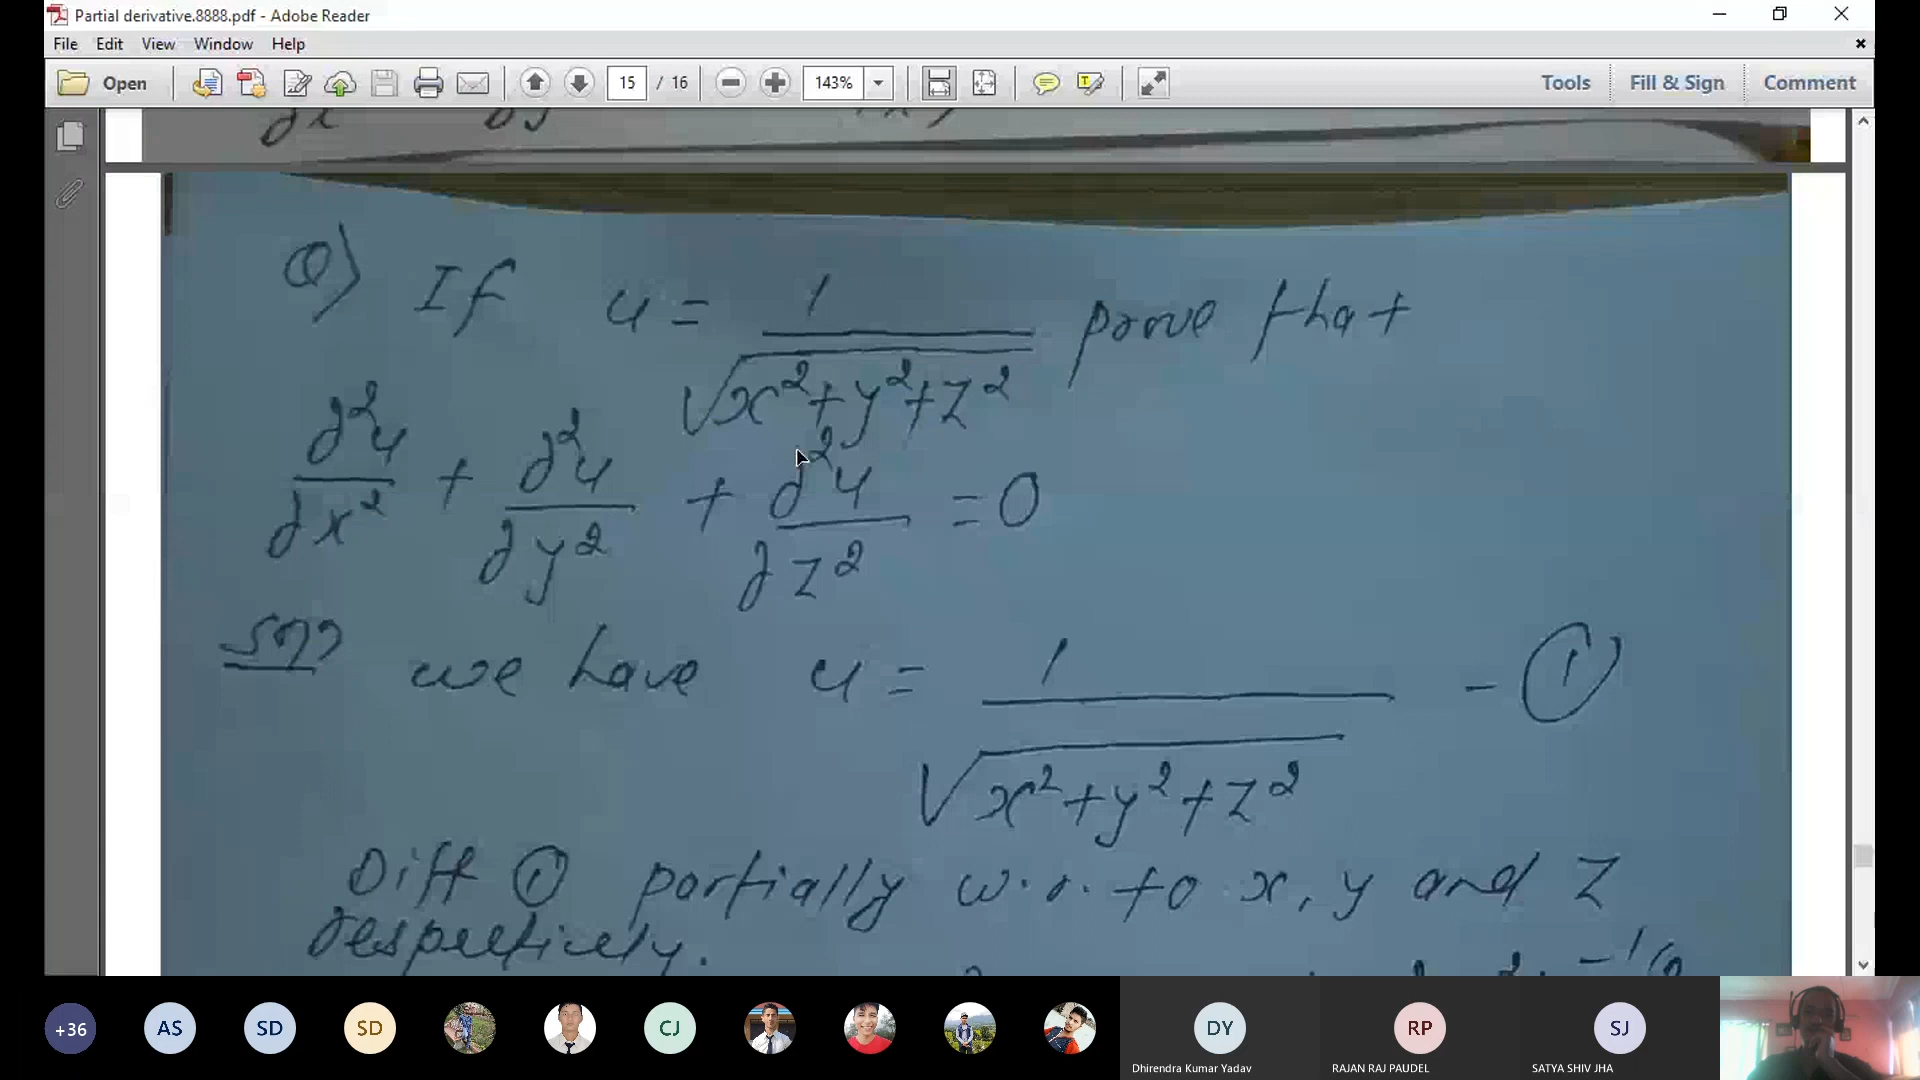 Partial derivative.8888.pdf - Adobe Reader
File Edit View Window Help
Open 15 / 16 143% Tools Fill & Sign Comment
Q) If u = 1/√(x²+y²+z²) prove that
∂²u/∂x² + ∂²u/∂y² + ∂²u/∂z² = 0
we have u = 1/√(x²+y²+z²) - ①
Diff ① partially w.r. to x, y and z
respectively.
+36 AS SD SD CJ DY RP SJ
Dhirendra Kumar Yadav RAJAN RAJ PAUDEL SATYA SHIV JHA